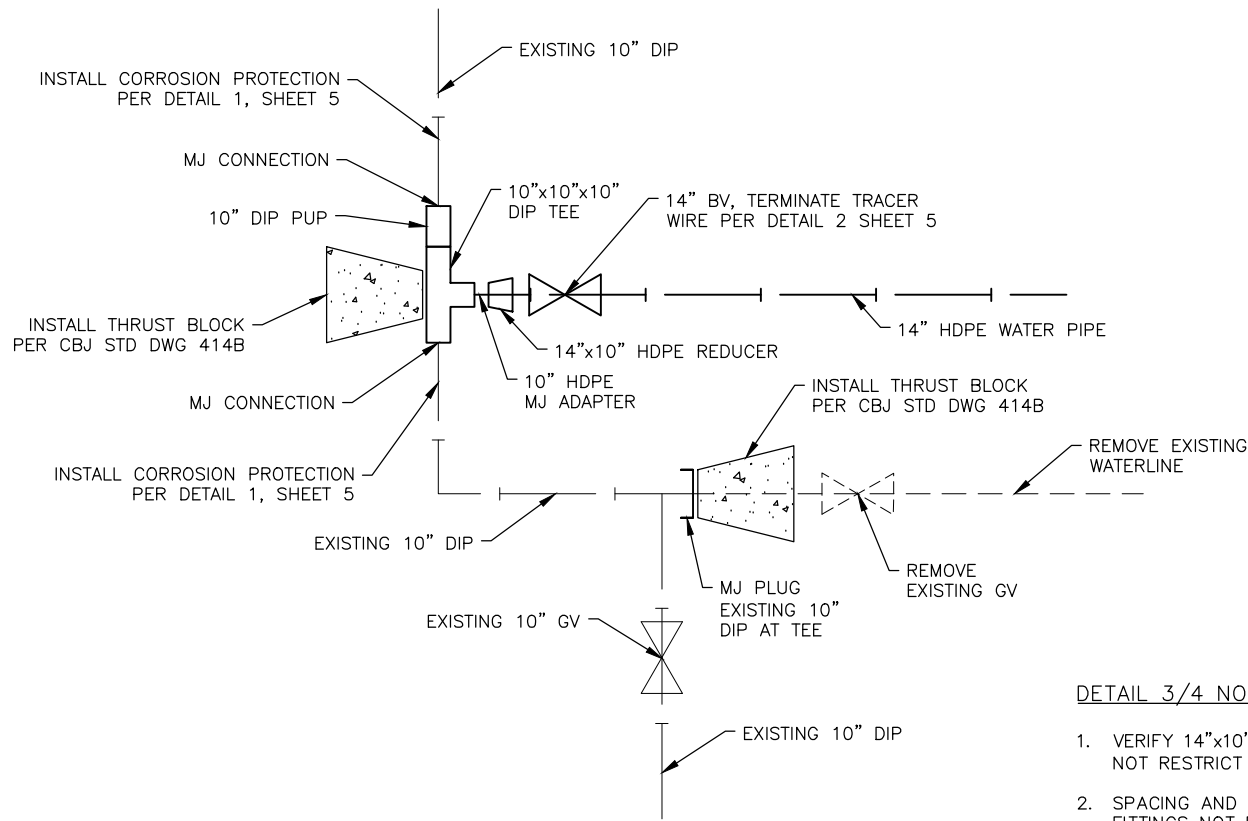 EXISTING 10" DIP
INSTALL CORROSION PROTECTION
PER DETAIL 1, SHEET 5
MJ CONNECTION
10"x10"x10"
DIP TEE
14" BV, TERMINATE TRACER
WIRE PER DETAIL 2 SHEET 5
10" DIP PUP
INSTALL THRUST BLOCK
PER CBJ STD DWG 414B
14" HDPE WATER PIPE
14"x10" HDPE REDUCER
10" HDPE
MJ ADAPTER
MJ CONNECTION
INSTALL THRUST BLOCK
PER CBJ STD DWG 414B
REMOVE EXISTING
WATERLINE
INSTALL CORROSION PROTECTION
PER DETAIL 1, SHEET 5
EXISTING 10" DIP
REMOVE
EXISTING GV
MJ PLUG
EXISTING 10"
DIP AT TEE
EXISTING 10" GV
EXISTING 10" DIP
DETAIL 3/4 NO
1. VERIFY 14"x10"
NOT RESTRICT
2. SPACING AND
FITTINGS NOT